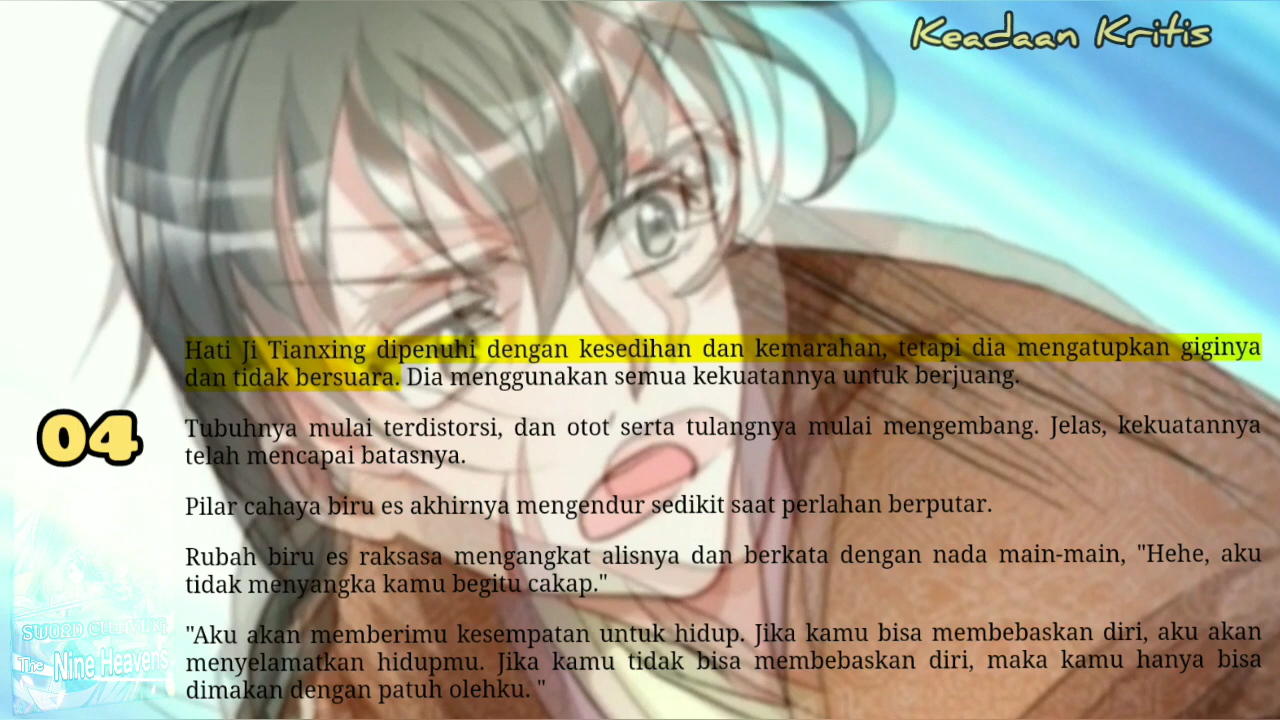 Keadaan Kritis
Hati Ji Tianxing dipenuhi dengan kesedihan dan kemarahan, tetapi dia mengatupkan giginya
dan tidak bersuara. Dia menggunakan semua kekuatannya untuk berjuang.
Tubuhnya mulai terdistorsi, dan otot serta tulangnya mulai mengembang. Jelas, kekuatannya
telah mencapai batasnya.
04
Pilar cahaya biru es akhirnya mengendur sedikit saat perlahan berputar.
Rubah biru es raksasa mengangkat alisnya dan berkata dengan nada main-main, "Hehe, aku
tidak menyangka kamu begitu cakap."
"Aku akan memberimu kesempatan untuk hidup. Jika kamu bisa membebaskan diri, aku akan
menyelamatkan hidupmu. Jika kamu tidak bisa membebaskan diri, maka kamu hanya bisa
dimakan dengan patuh olehku. "
SWORD CLEAVING
The Nine Heavens